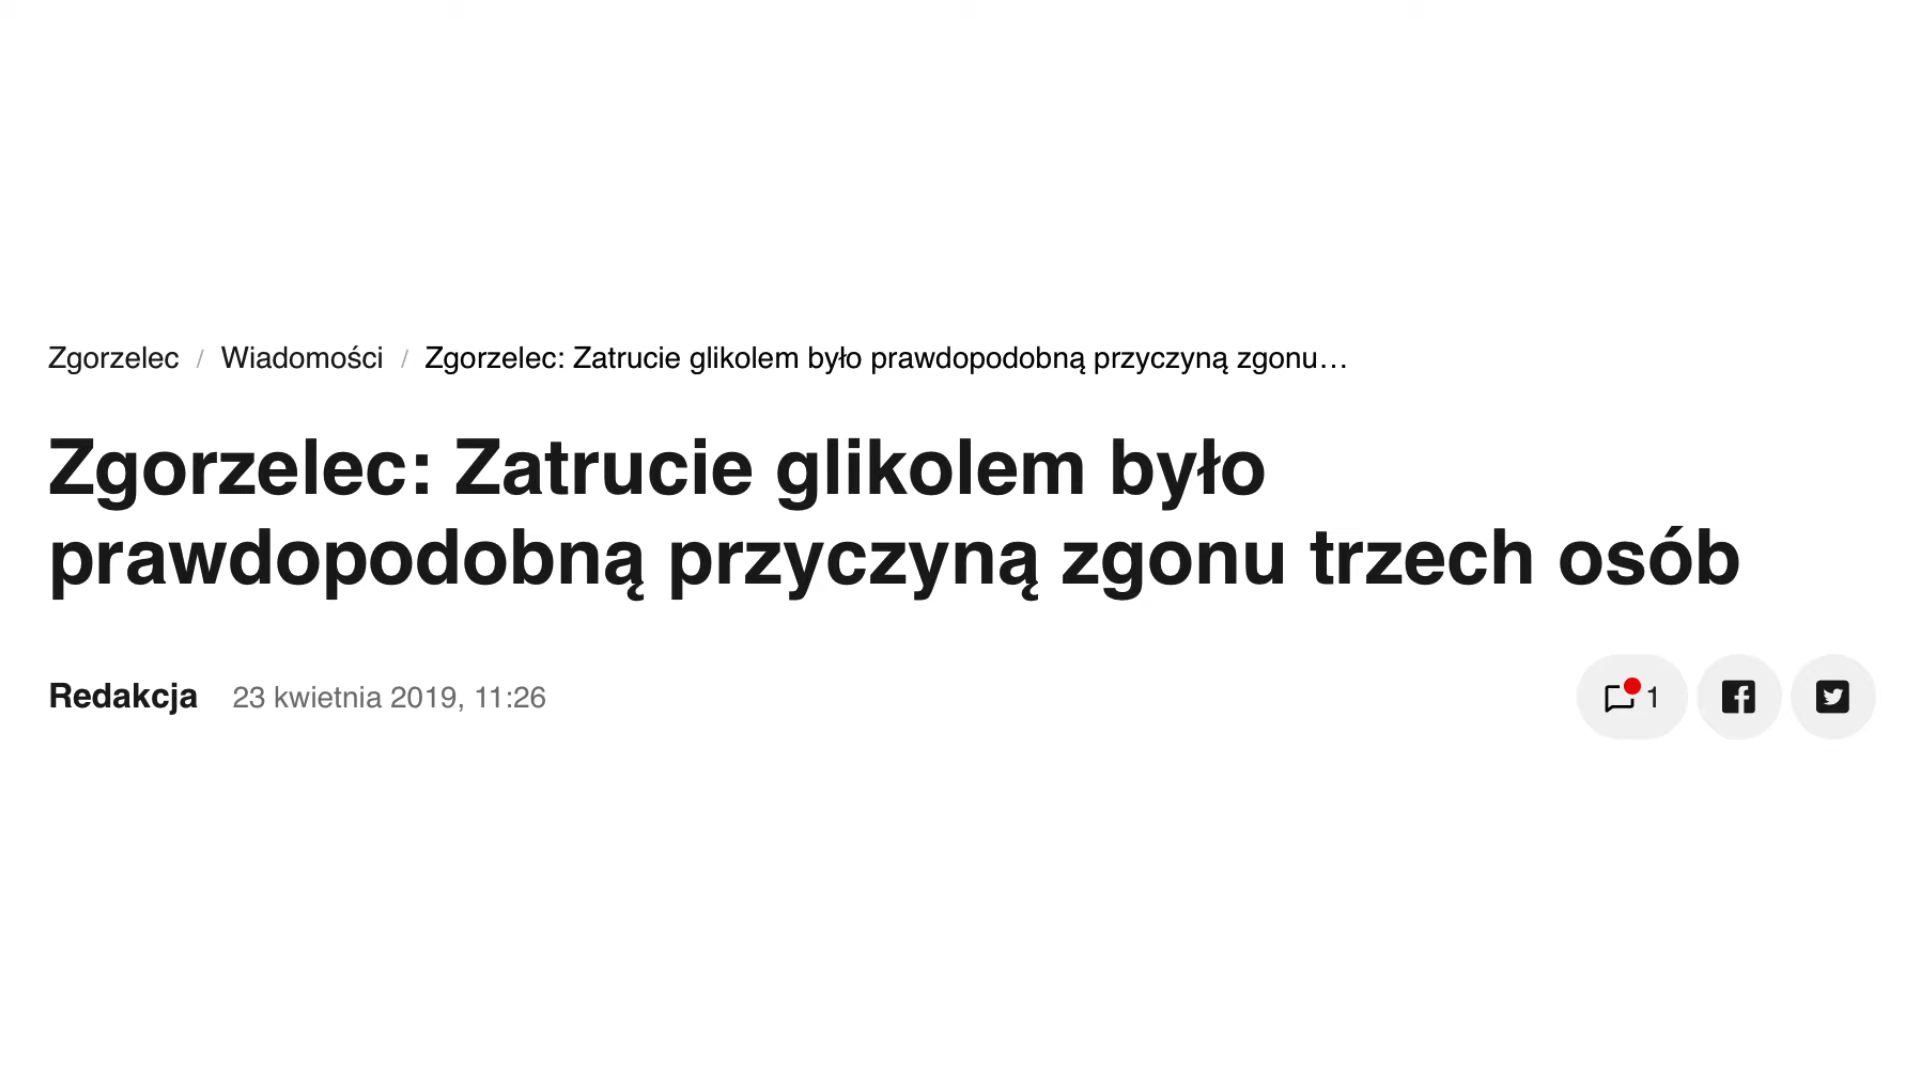 Zgorzelec / Wiadomości / Zgorzelec: Zatrucie glikolem było prawdopodobną przyczyną zgonu…
Zgorzelec: Zatrucie glikolem było
prawdopodobną przyczyną zgonu trzech osób
Redakcja 23 kwietnia 2019, 11:26 1